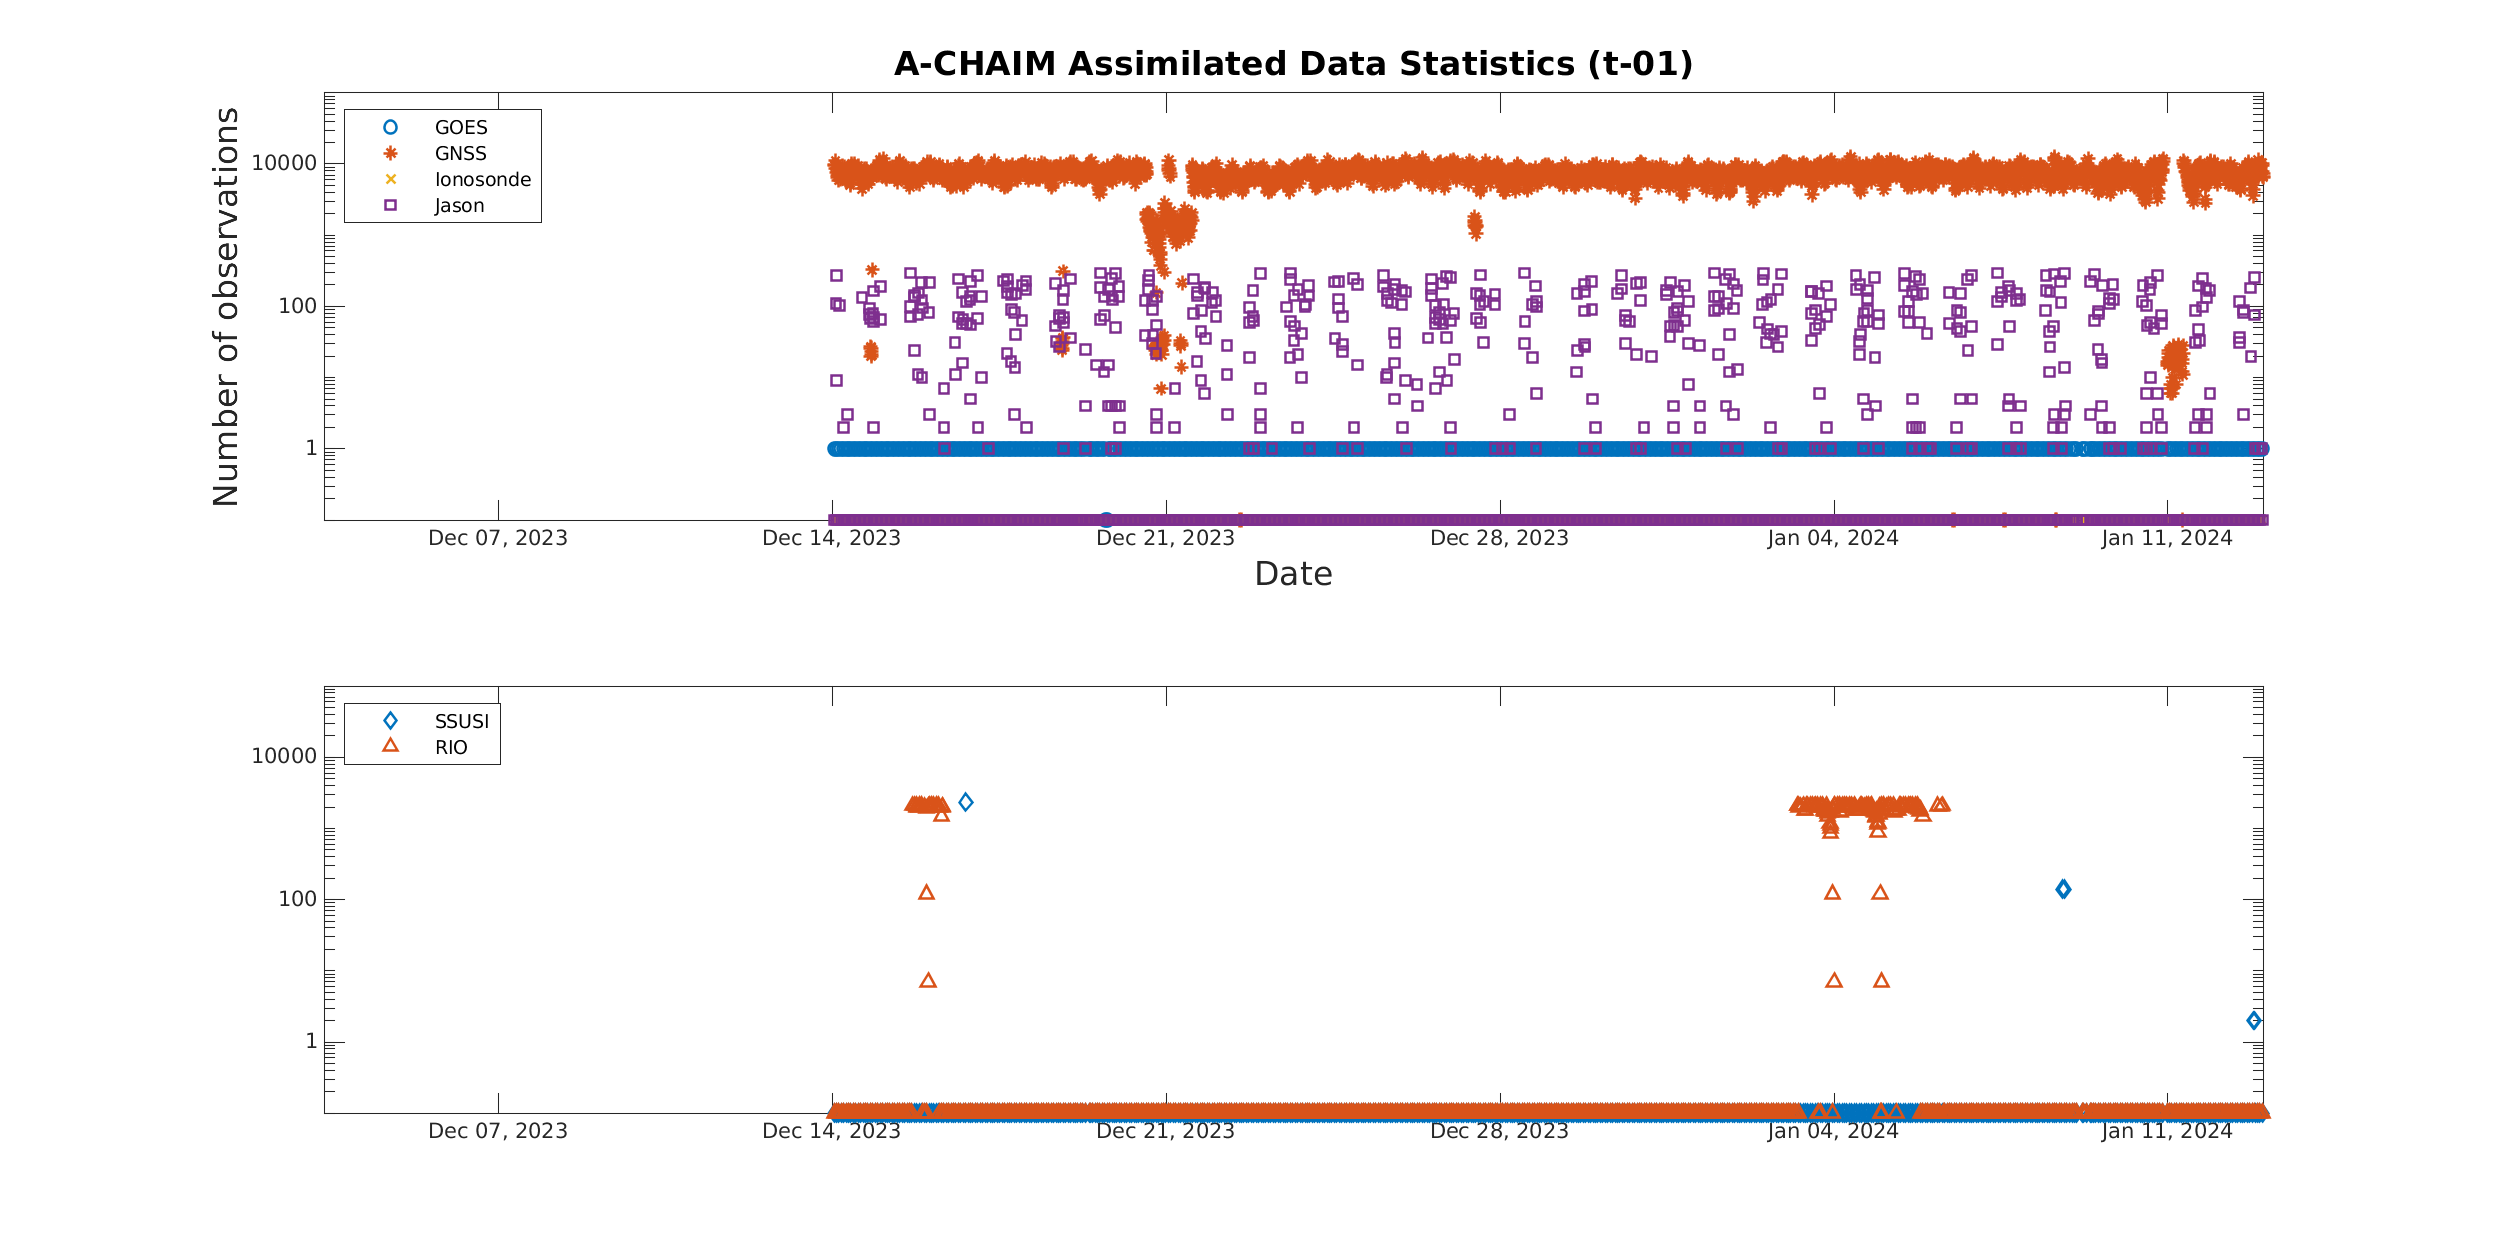 A-CHAIM Assimilated Data Statistics (t-01)
Number of observations
10000
100
1
GOES
GNSS
Ionosonde
Jason
Dec 07, 2023
Dec 14, 2023
Dec 21, 2023
Dec 28, 2023
Jan 04, 2024
Jan 11, 2024
Date
10000
100
1
SSUSI
RIO
Dec 07, 2023
Dec 14, 2023
Dec 21, 2023
Dec 28, 2023
Jan 04, 2024
Jan 11, 2024